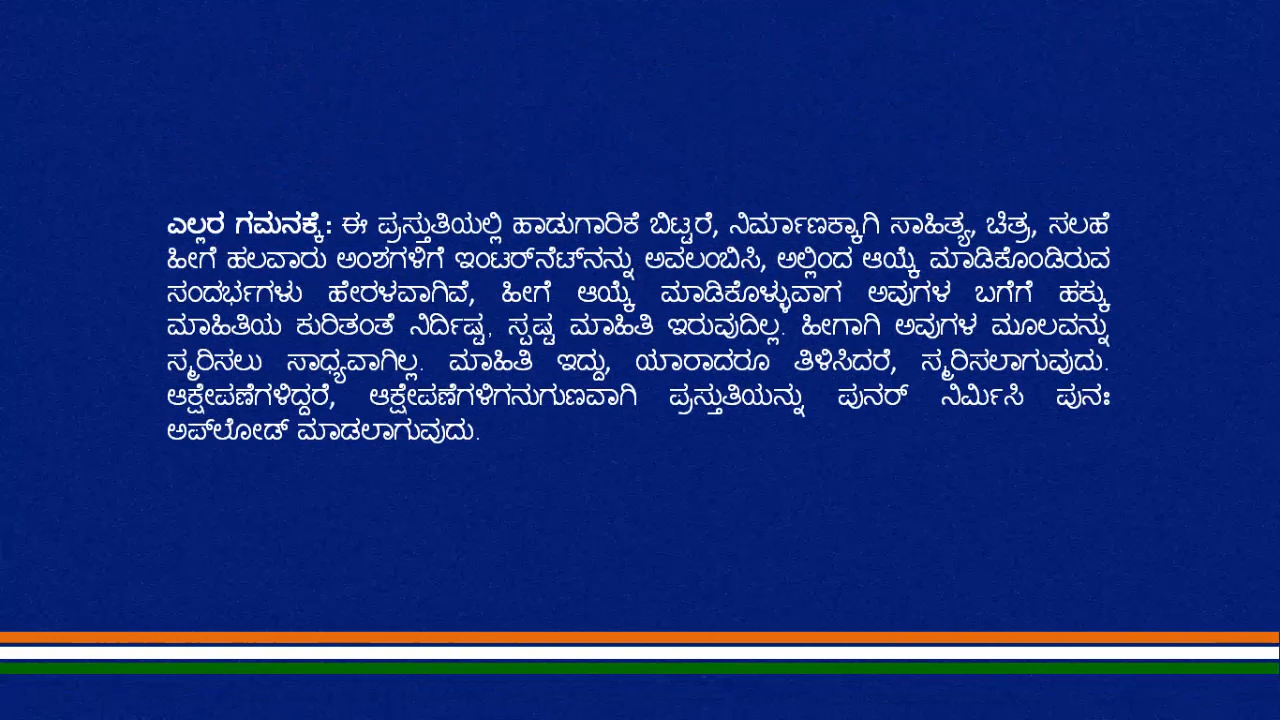 ಎಲ್ಲರ ಗಮನಕ್ಕೆ: ಈ ಪ್ರಸ್ತುತಿಯಲ್ಲಿ ಹಾಡುಗಾರಿಕೆ ಬಿಟ್ಟರೆ, ನಿರ್ಮಾಣಕ್ಕಾಗಿ ಸಾಹಿತ್ಯ, ಚಿತ್ರ, ಸಲಹೆ
ಹೀಗೆ ಹಲವಾರು ಅಂಶಗಳಿಗೆ ಇಂಟರ್‌ನೆಟ್‌ನನ್ನು ಅವಲಂಬಿಸಿ, ಅಲ್ಲಿಂದ ಆಯ್ಕೆ ಮಾಡಿಕೊಂಡಿರುವ
ಸಂದರ್ಭಗಳು ಹೇರಳವಾಗಿವೆ, ಹೀಗೆ ಆಯ್ಕೆ ಮಾಡಿಕೊಳ್ಳುವಾಗ ಅವುಗಳ ಬಗೆಗೆ ಹಕ್ಕು
ಮಾಹಿತಿಯ ಕುರಿತಂತೆ ನಿರ್ದಿಷ್ಟ, ಸ್ಪಷ್ಟ ಮಾಹಿತಿ ಇರುವುದಿಲ್ಲ. ಹೀಗಾಗಿ ಅವುಗಳ ಮೂಲವನ್ನು
ಸ್ಮರಿಸಲು ಸಾಧ್ಯವಾಗಿಲ್ಲ. ಮಾಹಿತಿ ಇದ್ದು, ಯಾರಾದರೂ ತಿಳಿಸಿದರೆ, ಸ್ಮರಿಸಲಾಗುವುದು.
ಆಕ್ಷೇಪಣೆಗಳಿದ್ದರೆ, ಆಕ್ಷೇಪಣೆಗಳಿಗನುಗುಣವಾಗಿ ಪ್ರಸ್ತುತಿಯನ್ನು ಪುನರ್ ನಿರ್ಮಿಸಿ ಪುನಃ
ಅಪ್‌ಲೋಡ್ ಮಾಡಲಾಗುವುದು.